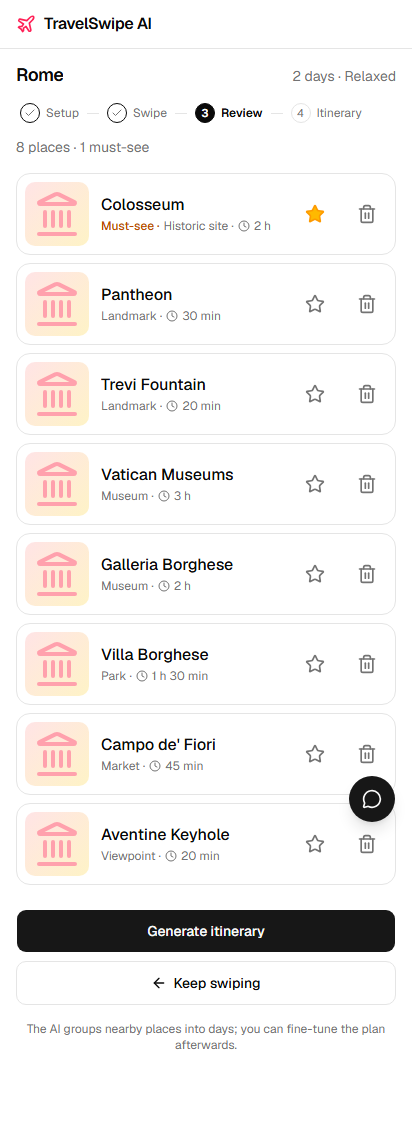 TravelSwipe AI
Rome
2 days · Relaxed
Setup
Swipe
3 Review
4 Itinerary
8 places · 1 must-see
Colosseum
Must-see · Historic site · 2 h
Pantheon
Landmark · 30 min
Trevi Fountain
Landmark · 20 min
Vatican Museums
Museum · 3 h
Galleria Borghese
Museum · 2 h
Villa Borghese
Park · 1 h 30 min
Campo de' Fiori
Market · 45 min
Aventine Keyhole
Viewpoint · 20 min
Generate itinerary
Keep swiping
The AI groups nearby places into days; you can fine-tune the plan
afterwards.